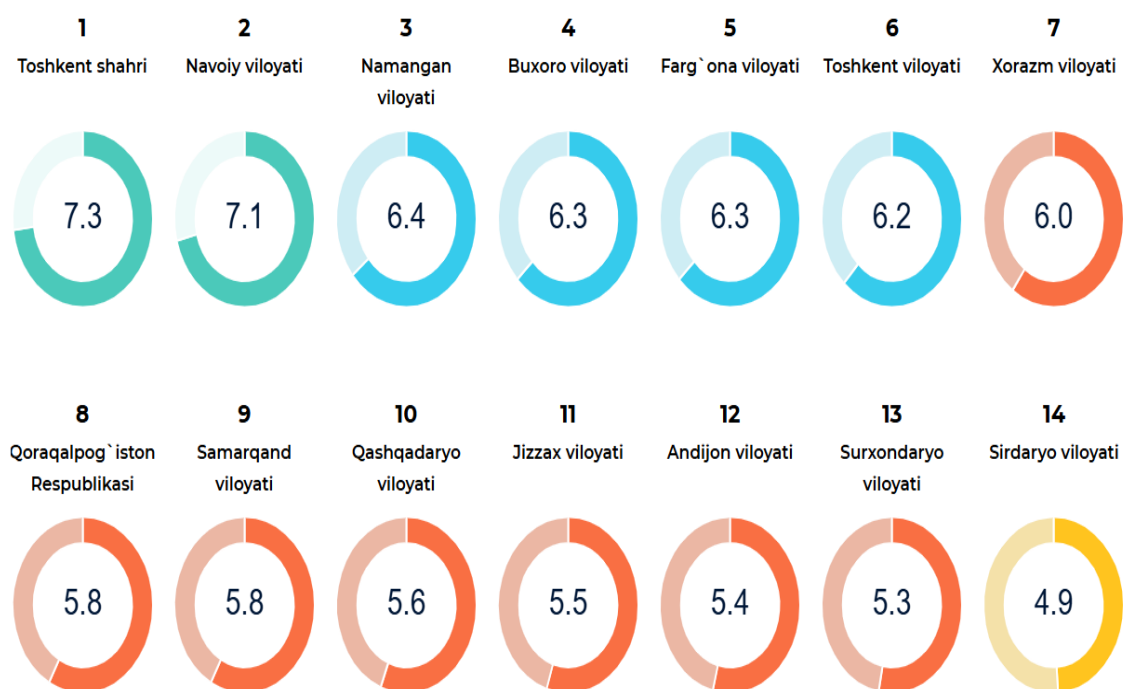 1
Toshkent shahri
7.3
2
Navoiy viloyati
7.1
3
Namangan
viloyati
6.4
4
Buxoro viloyati
6.3
5
Farg`ona viloyati
6.3
6
Toshkent viloyati
6.2
7
Xorazm viloyati
6.0
8
Qoraqalpog`iston
Respublikasi
5.8
9
Samarqand
viloyati
5.8
10
Qashqadaryo
viloyati
5.6
11
Jizzax viloyati
5.5
12
Andijon viloyati
5.4
13
Surxondaryo
viloyati
5.3
14
Sirdaryo viloyati
4.9